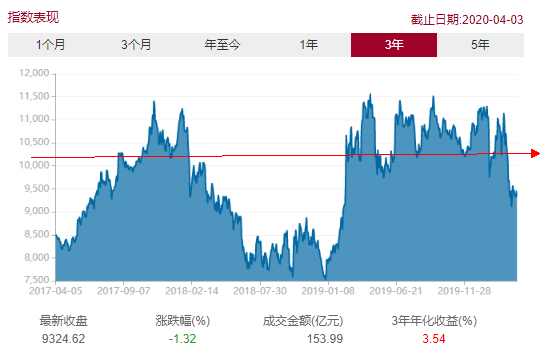 指数表现
截止日期:2020-04-03
1个月 3个月 年至今 1年 3年 5年
12,000
11,500
11,000
10,500
10,000
9,500
9,000
8,500
8,000
7,500
2017-04-05 2017-09-07 2018-02-14 2018-07-30 2019-01-08 2019-06-21 2019-11-28
最新收盘 涨跌幅(%) 成交金额(亿元) 3年年化收益(%)
9324.62 -1.32 153.99 3.54